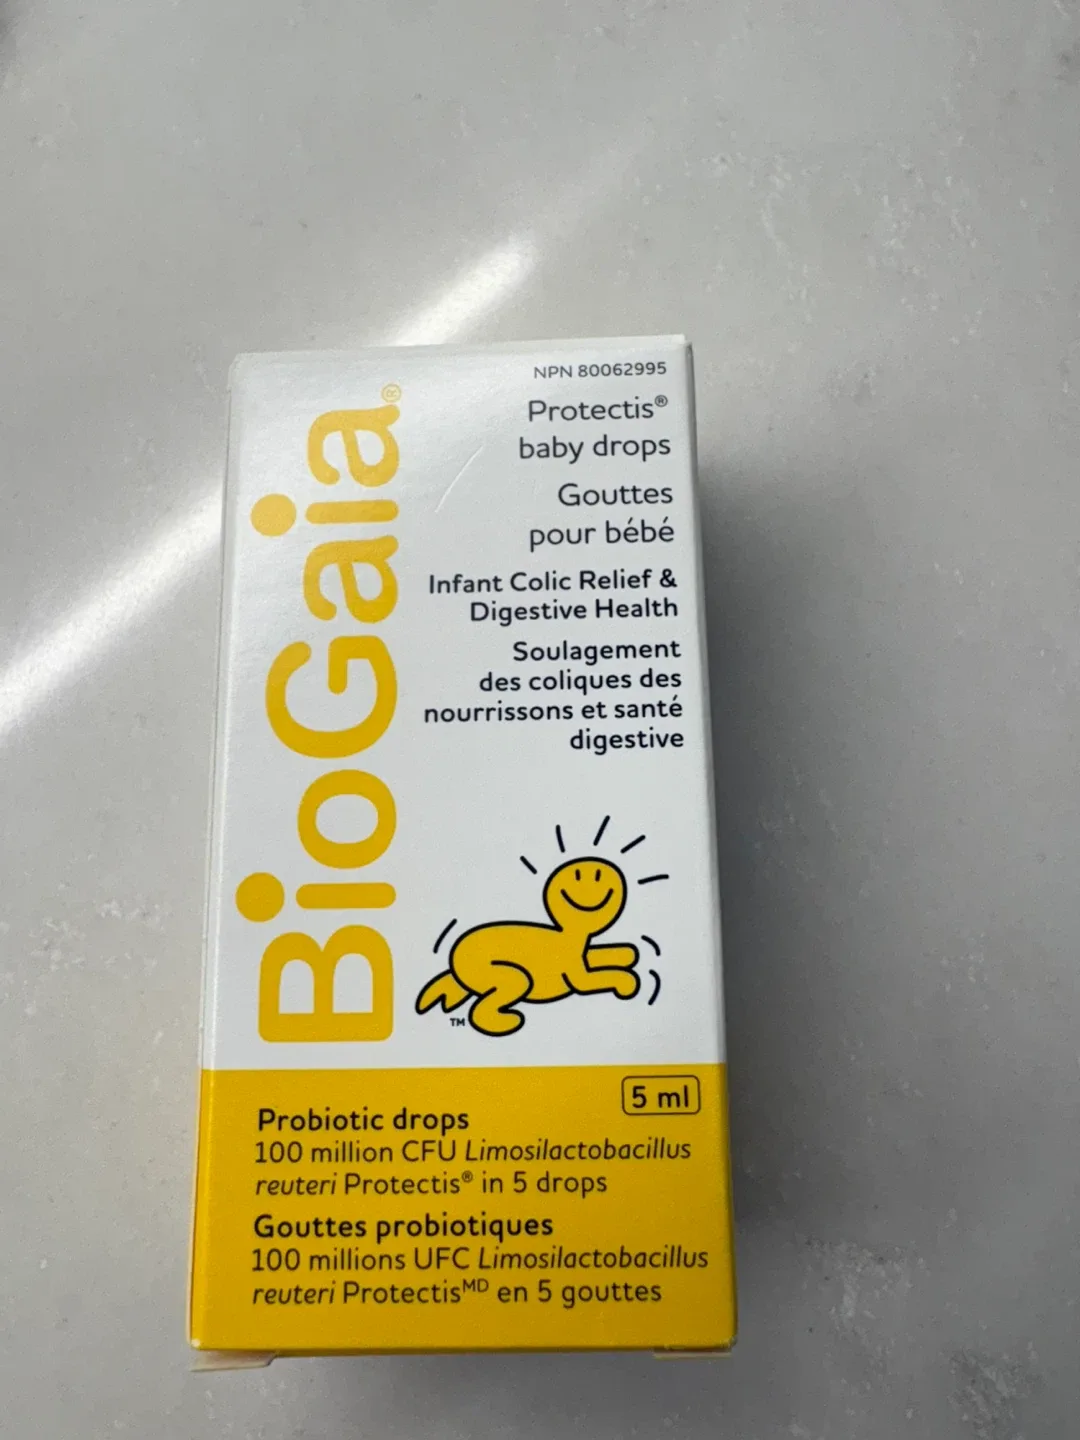 BioGaia®
NPN 80062995
Protectis®
baby drops
Gouttes
pour bébé
Infant Colic Relief &
Digestive Health
Soulagement
des coliques des
nourrissons et santé
digestive
TM
5 ml
Probiotic drops
100 million CFU Limosilactobacillus
reuteri Protectis® in 5 drops
Gouttes probiotiques
100 millions UFC Limosilactobacillus
reuteri Protectisᴹᴰ en 5 gouttes